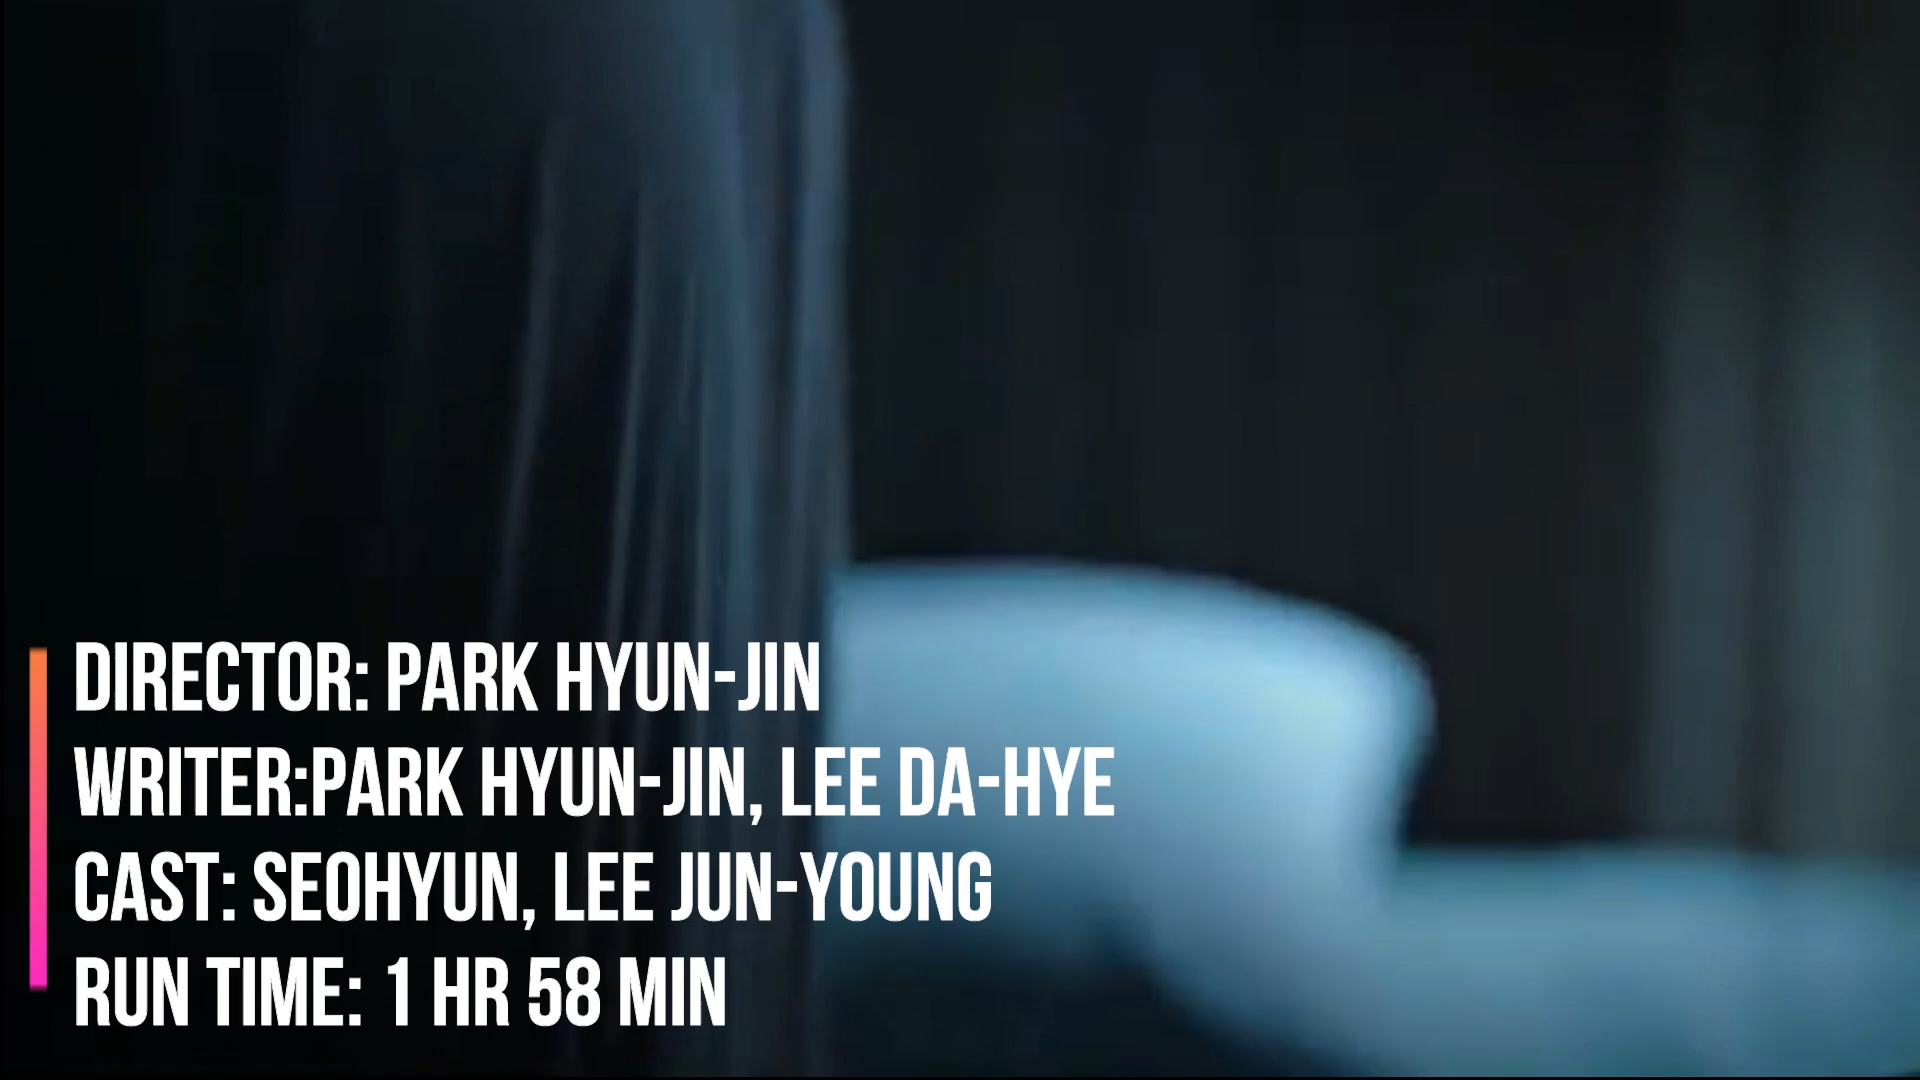 DIRECTOR: PARK HYUN-JIN
WRITER:PARK HYUN-JIN, LEE DA-HYE
CAST: SEOHYUN, LEE JUN-YOUNG
RUN TIME: 1 HR 58 MIN